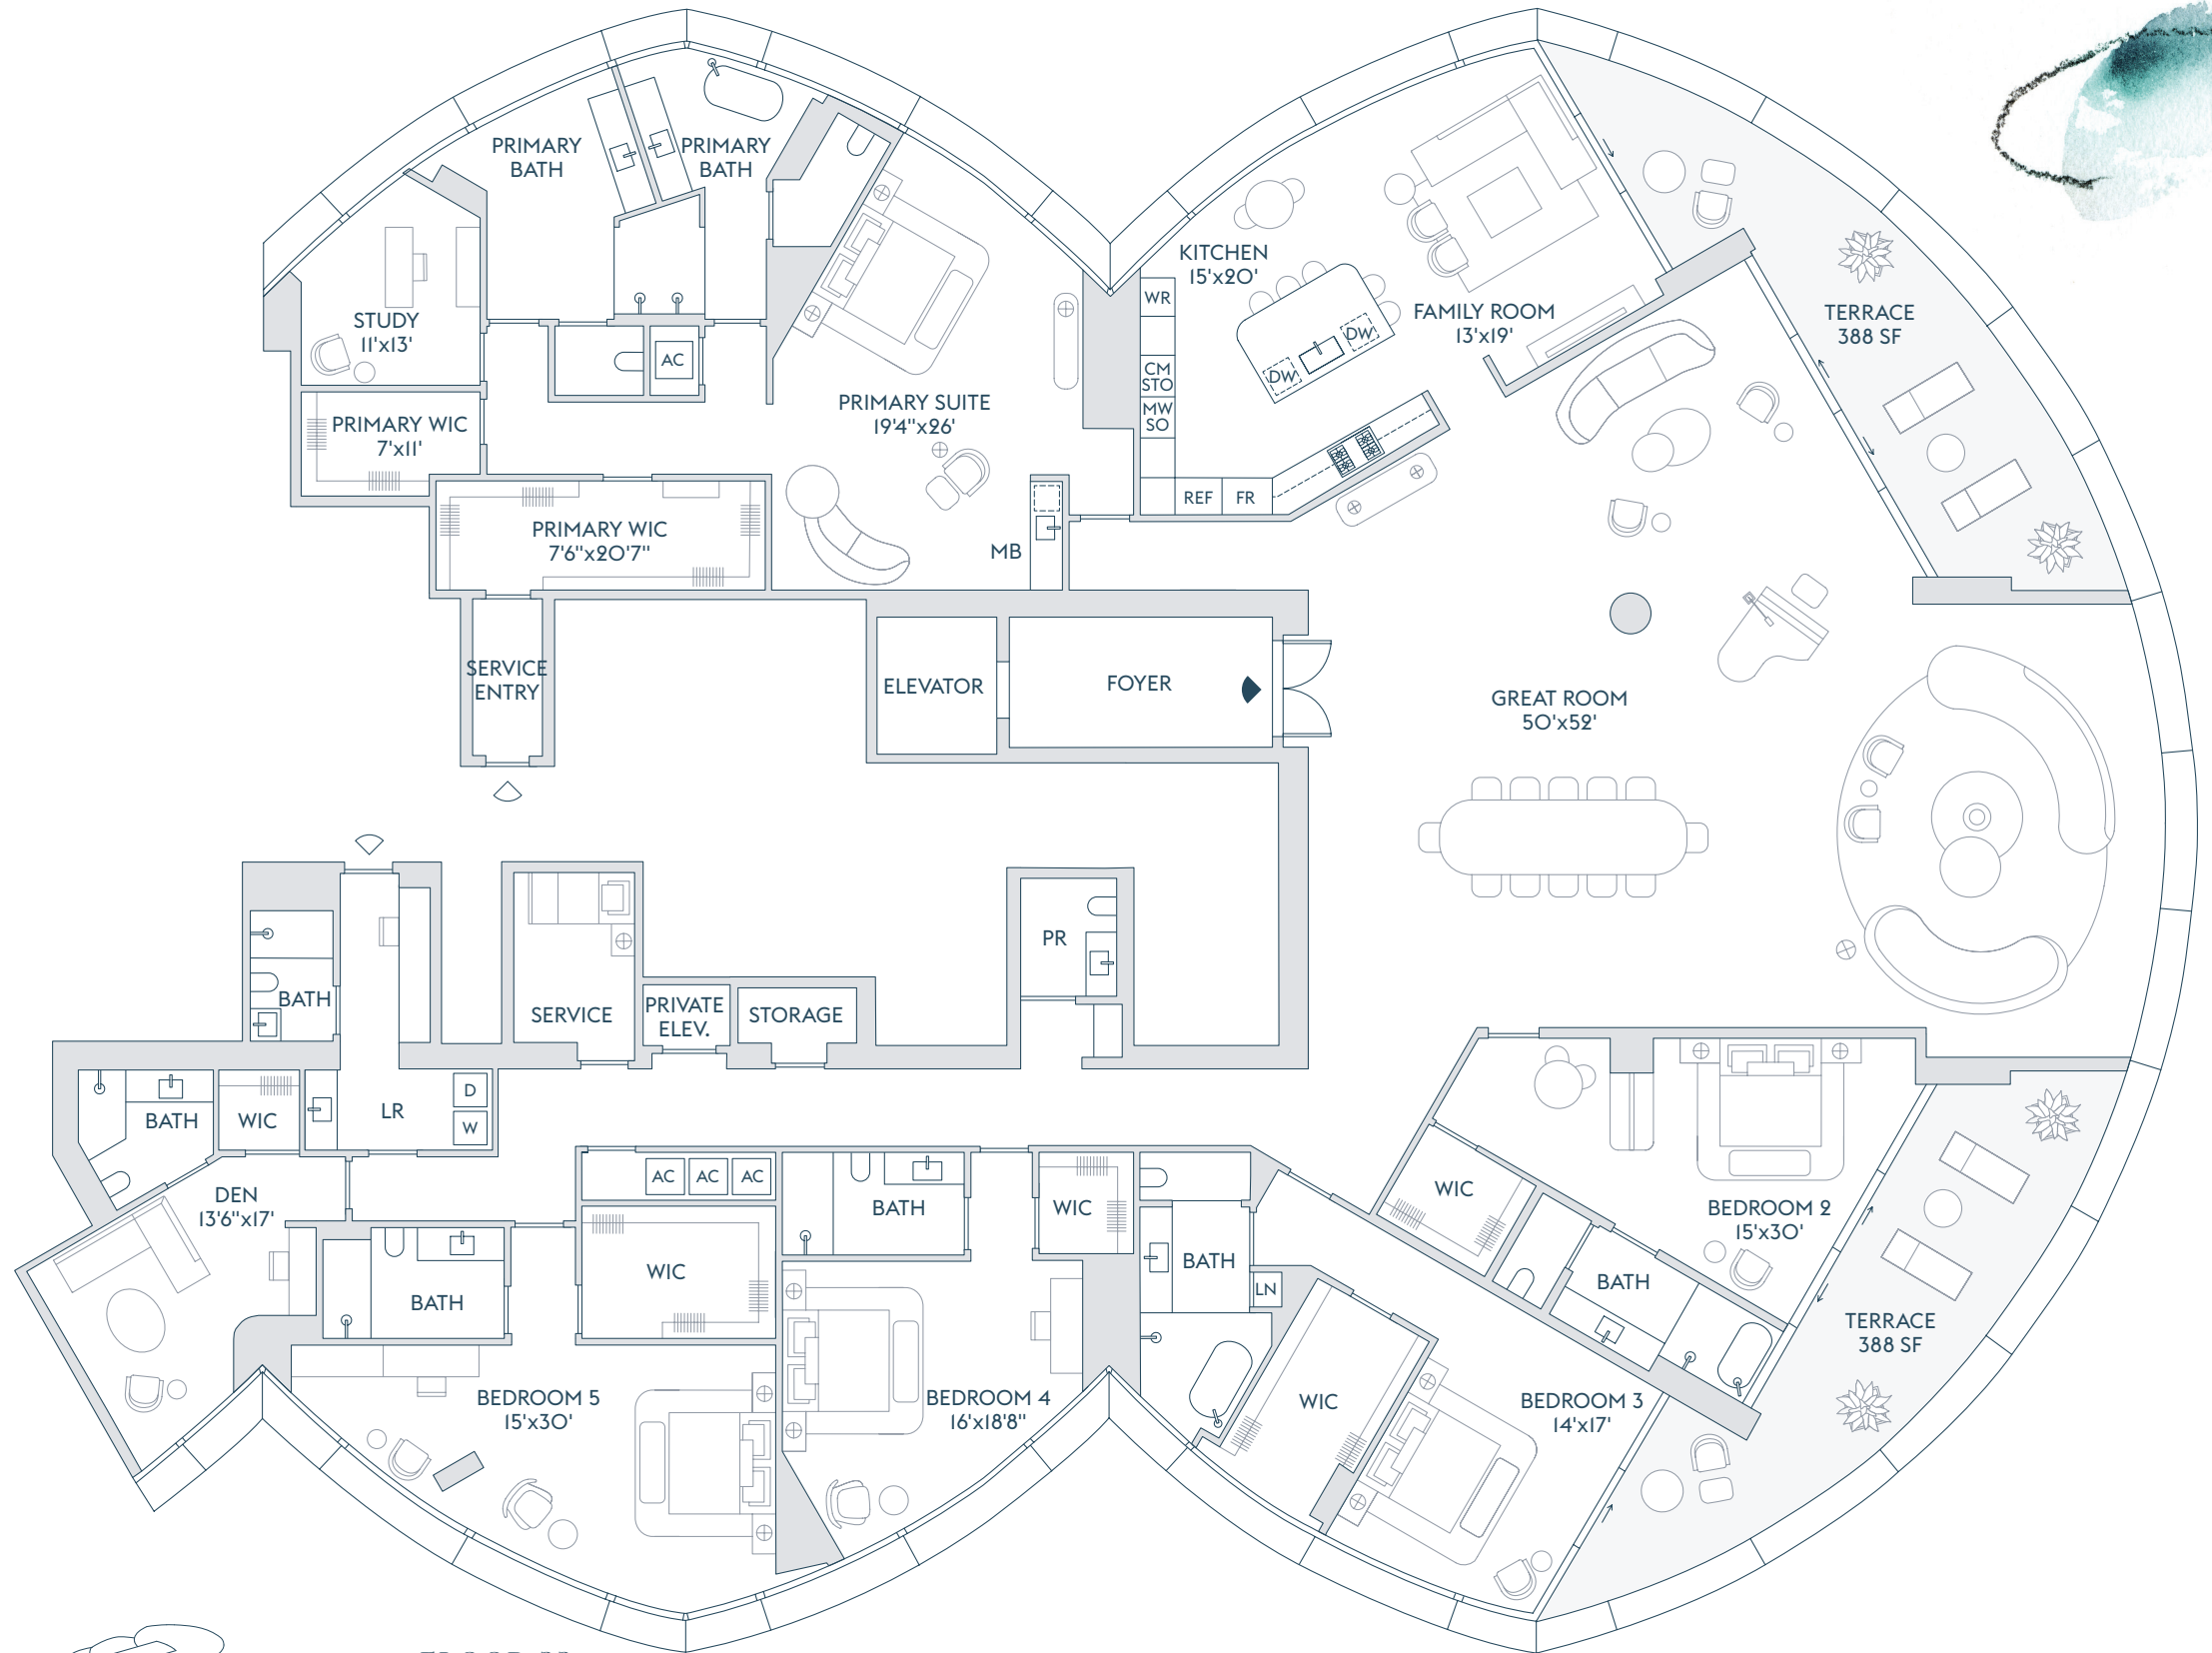 PRIMARY
BATH
PRIMARY
BATH
STUDY
11'x13'
AC
PRIMARY WIC
7'x11'
PRIMARY SUITE
19'4"x26'
PRIMARY WIC
7'6"x20'7"
MB
KITCHEN
15'x20'
WR
CM
STO
MW
SO
REF
FR
DW
DW
FAMILY ROOM
13'x19'
TERRACE
388 SF
SERVICE
ENTRY
ELEVATOR
FOYER
GREAT ROOM
50'x52'
BATH
SERVICE
PRIVATE
ELEV.
STORAGE
PR
BATH
WIC
LR
D
W
DEN
13'6"x17'
AC
AC
AC
BATH
WIC
BATH
WIC
BATH
LN
WIC
BATH
BEDROOM 2
15'x30'
WIC
TERRACE
388 SF
BEDROOM 5
15'x30'
BEDROOM 4
16'x18'8"
BEDROOM 3
14'x17'